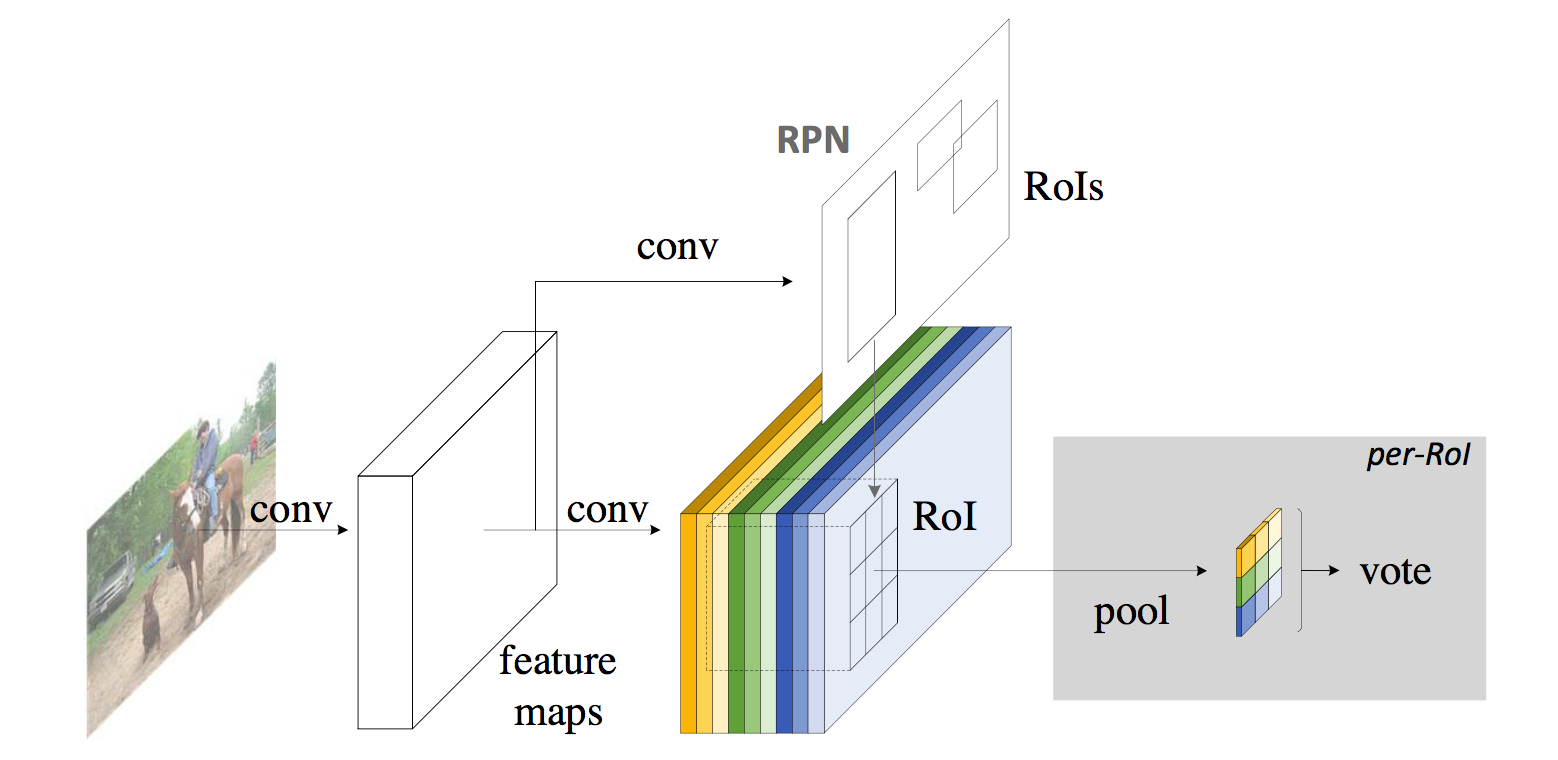 RPN
RoIs
conv
per-RoI
conv
conv
RoI
vote
pool
feature
maps